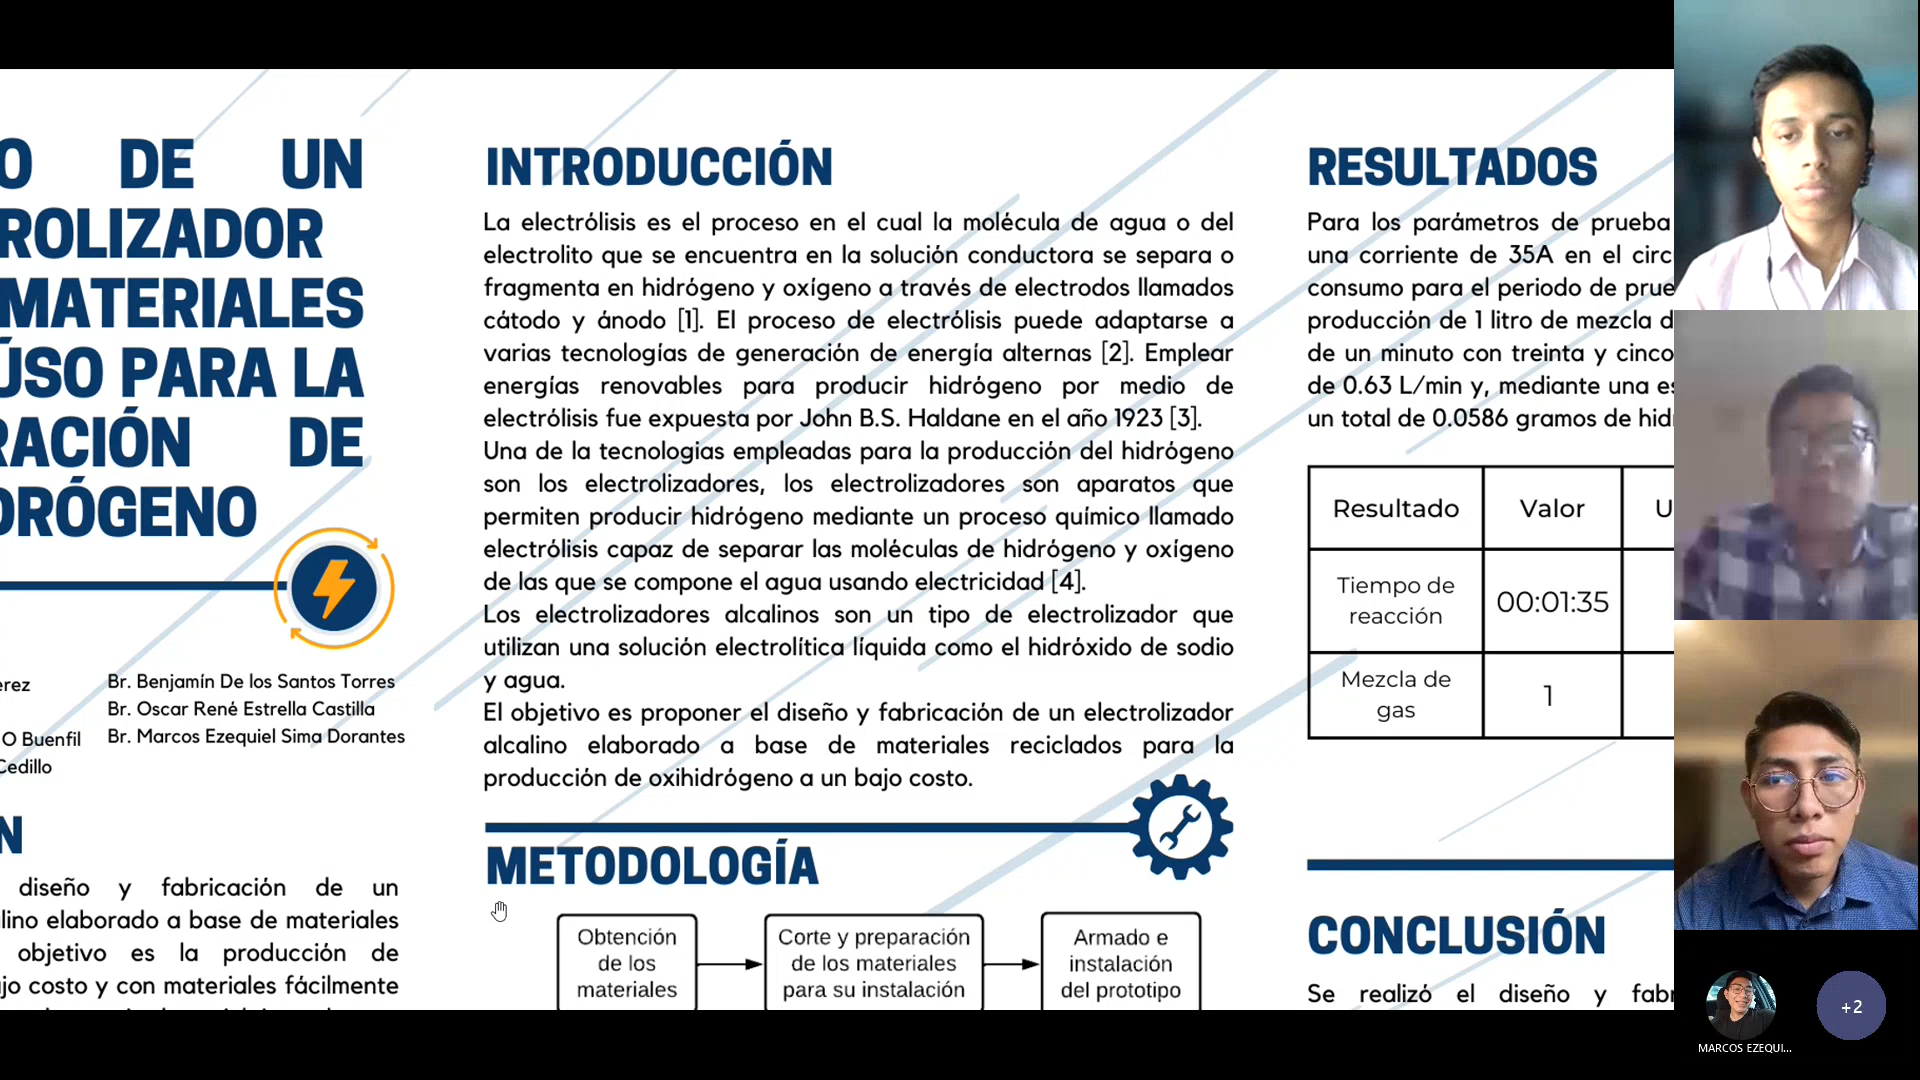 O DE UN
ROLIZADOR
MATERIALES
ÚSO PARA LA
RACIÓN DE
DRÓGENO
erez
O Buenfil
Cedillo
Br. Benjamín De los Santos Torres
Br. Oscar René Estrella Castilla
Br. Marcos Ezequiel Sima Dorantes
N
diseño y fabricación de un
lino elaborado a base de materiales
objetivo es la producción de
jo costo y con materiales fácilmente
INTRODUCCIÓN
La electrólisis es el proceso en el cual la molécula de agua o del
electrolito que se encuentra en la solución conductora se separa o
fragmenta en hidrógeno y oxígeno a través de electrodos llamados
cátodo y ánodo [1]. El proceso de electrólisis puede adaptarse a
varias tecnologías de generación de energía alternas [2]. Emplear
energías renovables para producir hidrógeno por medio de
electrólisis fue expuesta por John B.S. Haldane en el año 1923 [3].
Una de la tecnologias empleadas para la producción del hidrógeno
son los electrolizadores, los electrolizadores son aparatos que
permiten producir hidrógeno mediante un proceso químico llamado
electrólisis capaz de separar las moléculas de hidrógeno y oxígeno
de las que se compone el agua usando electricidad [4].
Los electrolizadores alcalinos son un tipo de electrolizador que
utilizan una solución electrolítica líquida como el hidróxido de sodio
y agua.
El objetivo es proponer el diseño y fabricación de un electrolizador
alcalino elaborado a base de materiales reciclados para la
producción de oxihidrógeno a un bajo costo.
METODOLOGÍA
Obtención
de los
materiales
Corte y preparación
de los materiales
para su instalación
Armado e
instalación
del prototipo
RESULTADOS
Para los parámetros de prueba
una corriente de 35A en el circ
consumo para el periodo de prue
producción de 1 litro de mezcla d
de un minuto con treinta y cinco
de 0.63 L/min y, mediante una es
un total de 0.0586 gramos de hid
Resultado Valor U
Tiempo de
reacción
00:01:35
Mezcla de
gas
1
CONCLUSIÓN
Se realizó el diseño y fabr
+2
MARCOS EZEQUI...